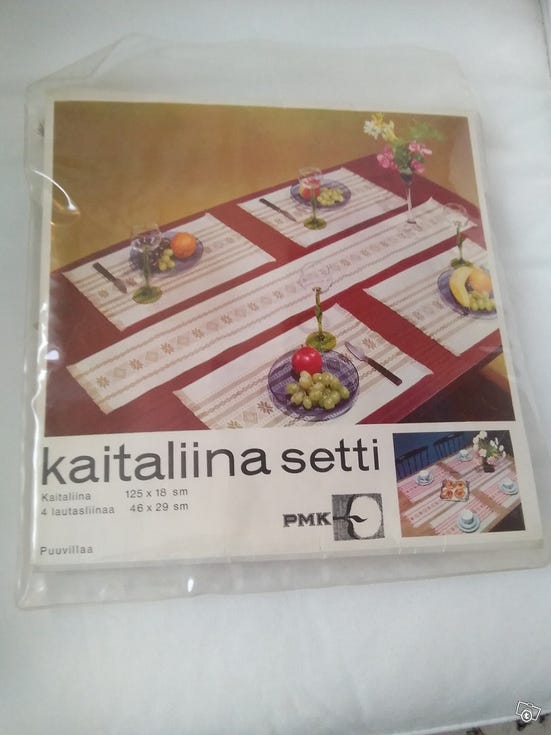 kaitaliina setti
Kaitaliina 125 x 18 sm
4 lautasliinaa 46 x 29 sm
PMK
Puuvillaa